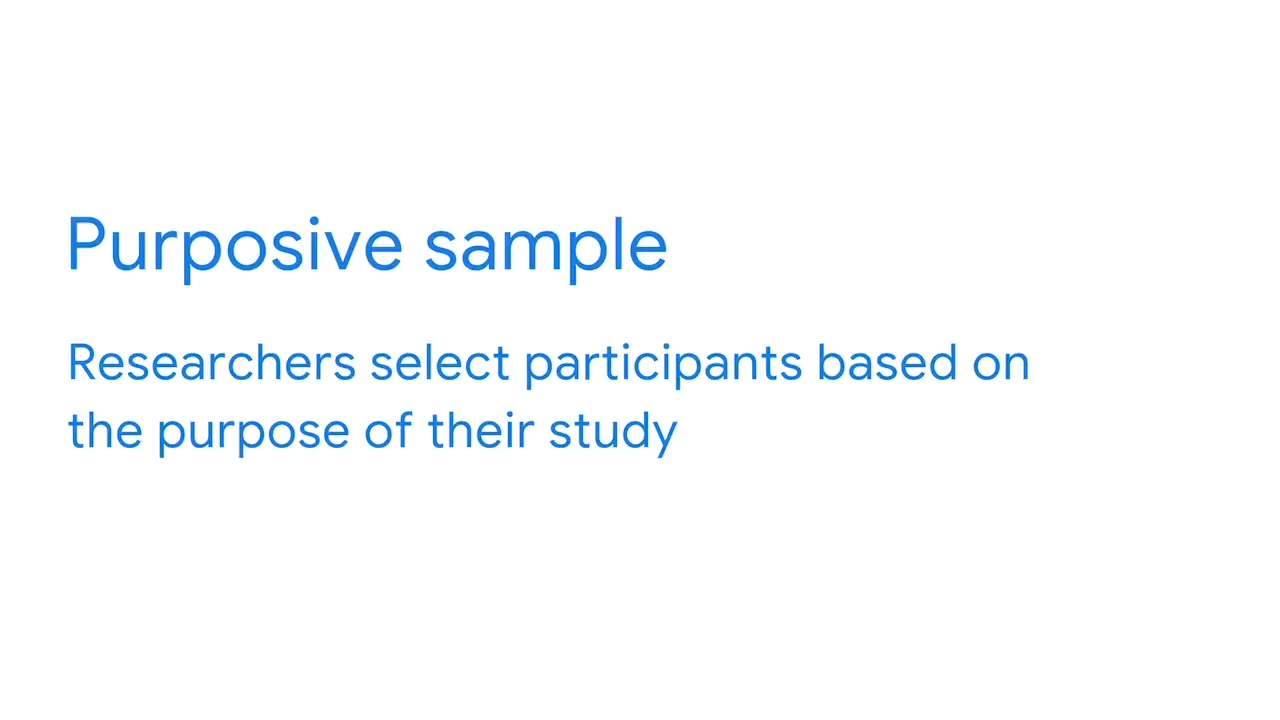 Purposive sample
Researchers select participants based on
the purpose of their study